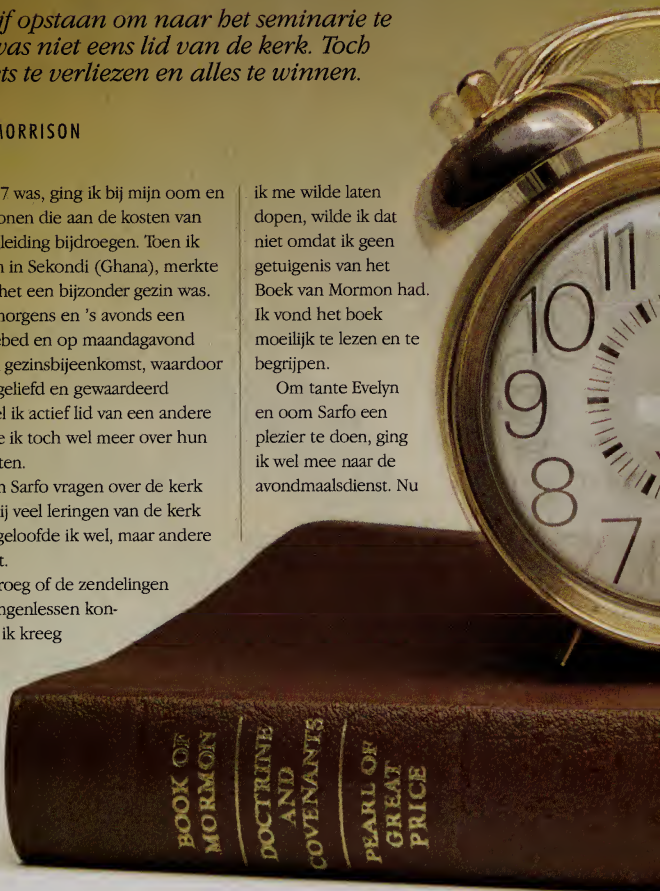 jf opstaan om naar het seminarie te
was niet eens lid van de kerk. Toch
ts te verliezen en alles te winnen.
MORRISON
7 was, ging ik bij mijn oom en
onen die aan de kosten van
leiding bijdroegen. Toen ik
n in Sekondi (Ghana), merkte
het een bijzonder gezin was.
morgens en 's avonds een
ebed en op maandagavond
gezinsbijeenkomst, waardoor
geliefd en gewaardeerd
el ik actief lid van een andere
e ik toch wel meer over hun
ten.
n Sarfo vragen over de kerk
ij veel leringen van de kerk
geloofde ik wel, maar andere
t.
roeg of de zendelingen
ngenlessen kon-
ik kreeg
ik me wilde laten
dopen, wilde ik dat
niet omdat ik geen
getuigenis van het
Boek van Mormon had.
Ik vond het boek
moeilijk te lezen en te
begrijpen.
Om tante Evelyn
en oom Sarfo een
plezier te doen, ging
ik wel mee naar de
avondmaalsdienst. Nu
11
10
9
8
7
BOOK OF
MORMON
DOCTRINE
AND
COVENANTS
PEARL OF
GREAT
PRICE